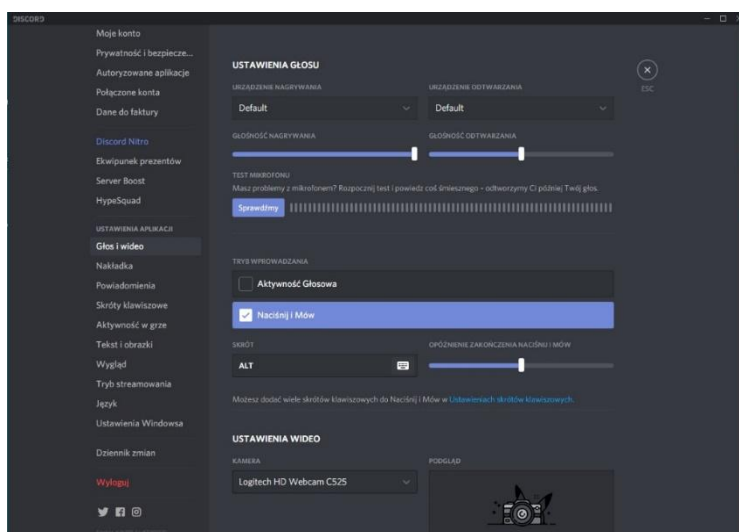 DISCORD
Moje konto
Prywatność i bezpiecze...
Autoryzowane aplikacje
Połączone konta
Dane do faktury
Discord Nitro
Ekwipunek prezentów
Server Boost
HypeSquad
USTAWIENIA APLIKACJI
Głos i wideo
Nakładka
Powiadomienia
Skróty klawiszowe
Aktywność w grze
Tekst i obrazki
Wygląd
Tryb streamowania
Język
Ustawienia Windowsa
Dziennik zmian
Wyloguj
USTAWIENIA GŁOSU
URZĄDZENIE NAGRYWANIA
URZĄDZENIE ODTWARZANIA
Default
Default
GŁOŚNOŚĆ NAGRYWANIA
GŁOŚNOŚĆ ODTWARZANIA
TEST MIKROFONU
Masz problemy z mikrofonem? Rozpocznij test i powiedz coś śmiesznego - odtworzymy Ci później Twój głos.
Sprawdźmy
TRYB WPROWADZANIA
Aktywność Głosowa
Naciśnij i Mów
SKRÓT
OPÓŹNIENIE ZAKOŃCZENIA NACIŚNIJ I MÓW
ALT
Możesz dodać wiele skrótów klawiszowych do Naciśnij i Mów w Ustawieniach skrótów klawiszowych.
USTAWIENIA WIDEO
KAMERA
PODGLĄD
Logitech HD Webcam C525
ESC